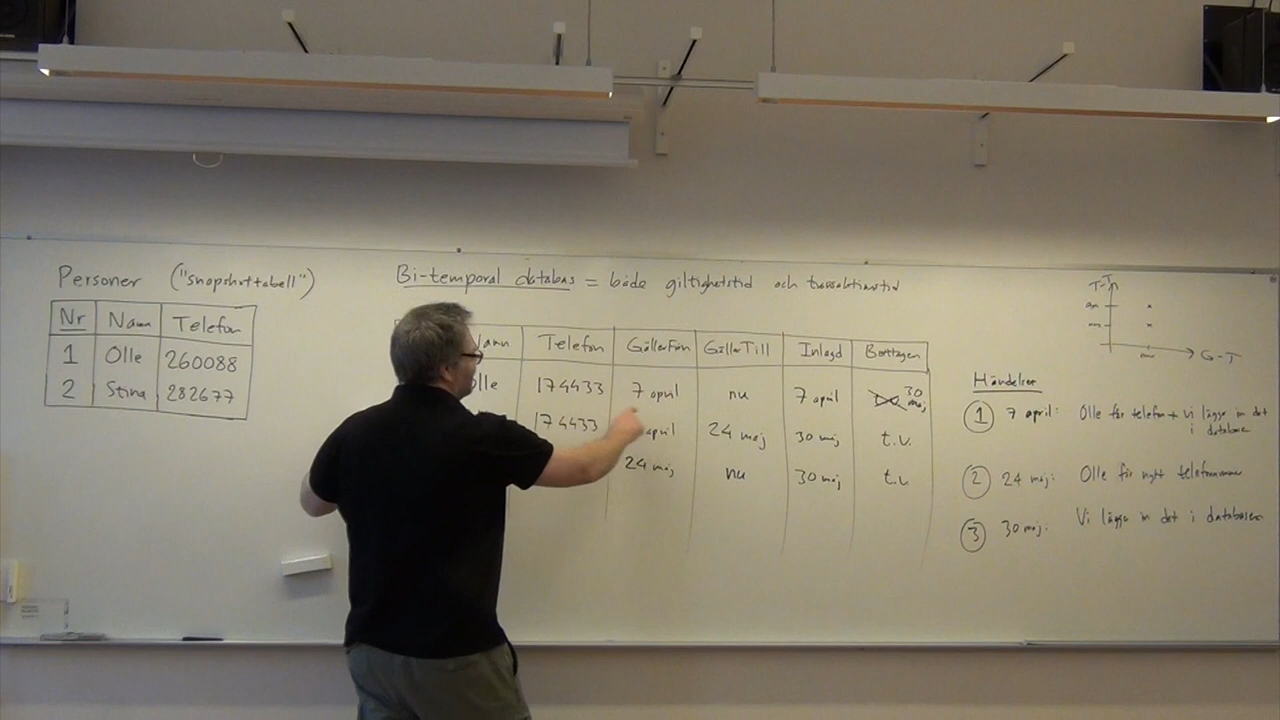 Personer ("snapshottabell")
Nr Namn Telefon
1 Olle 260088
2 Stina 282677
Bi-temporal databas = både giltighetstid och transaktionstid
Namn Telefon GällerFrån GällerTill Inlagd Borttagen
Olle 174433 7 april nu 7 april 30 maj
174433 april 24 maj 30 maj t.v.
24 maj nu 30 maj t.v.
T-T
G-T
Händelser
1 7 april: Olle får telefon + vi lägger in det
i databasen
2 24 maj: Olle får nytt telefonnummer
3 30 maj: Vi lägger in det i databasen